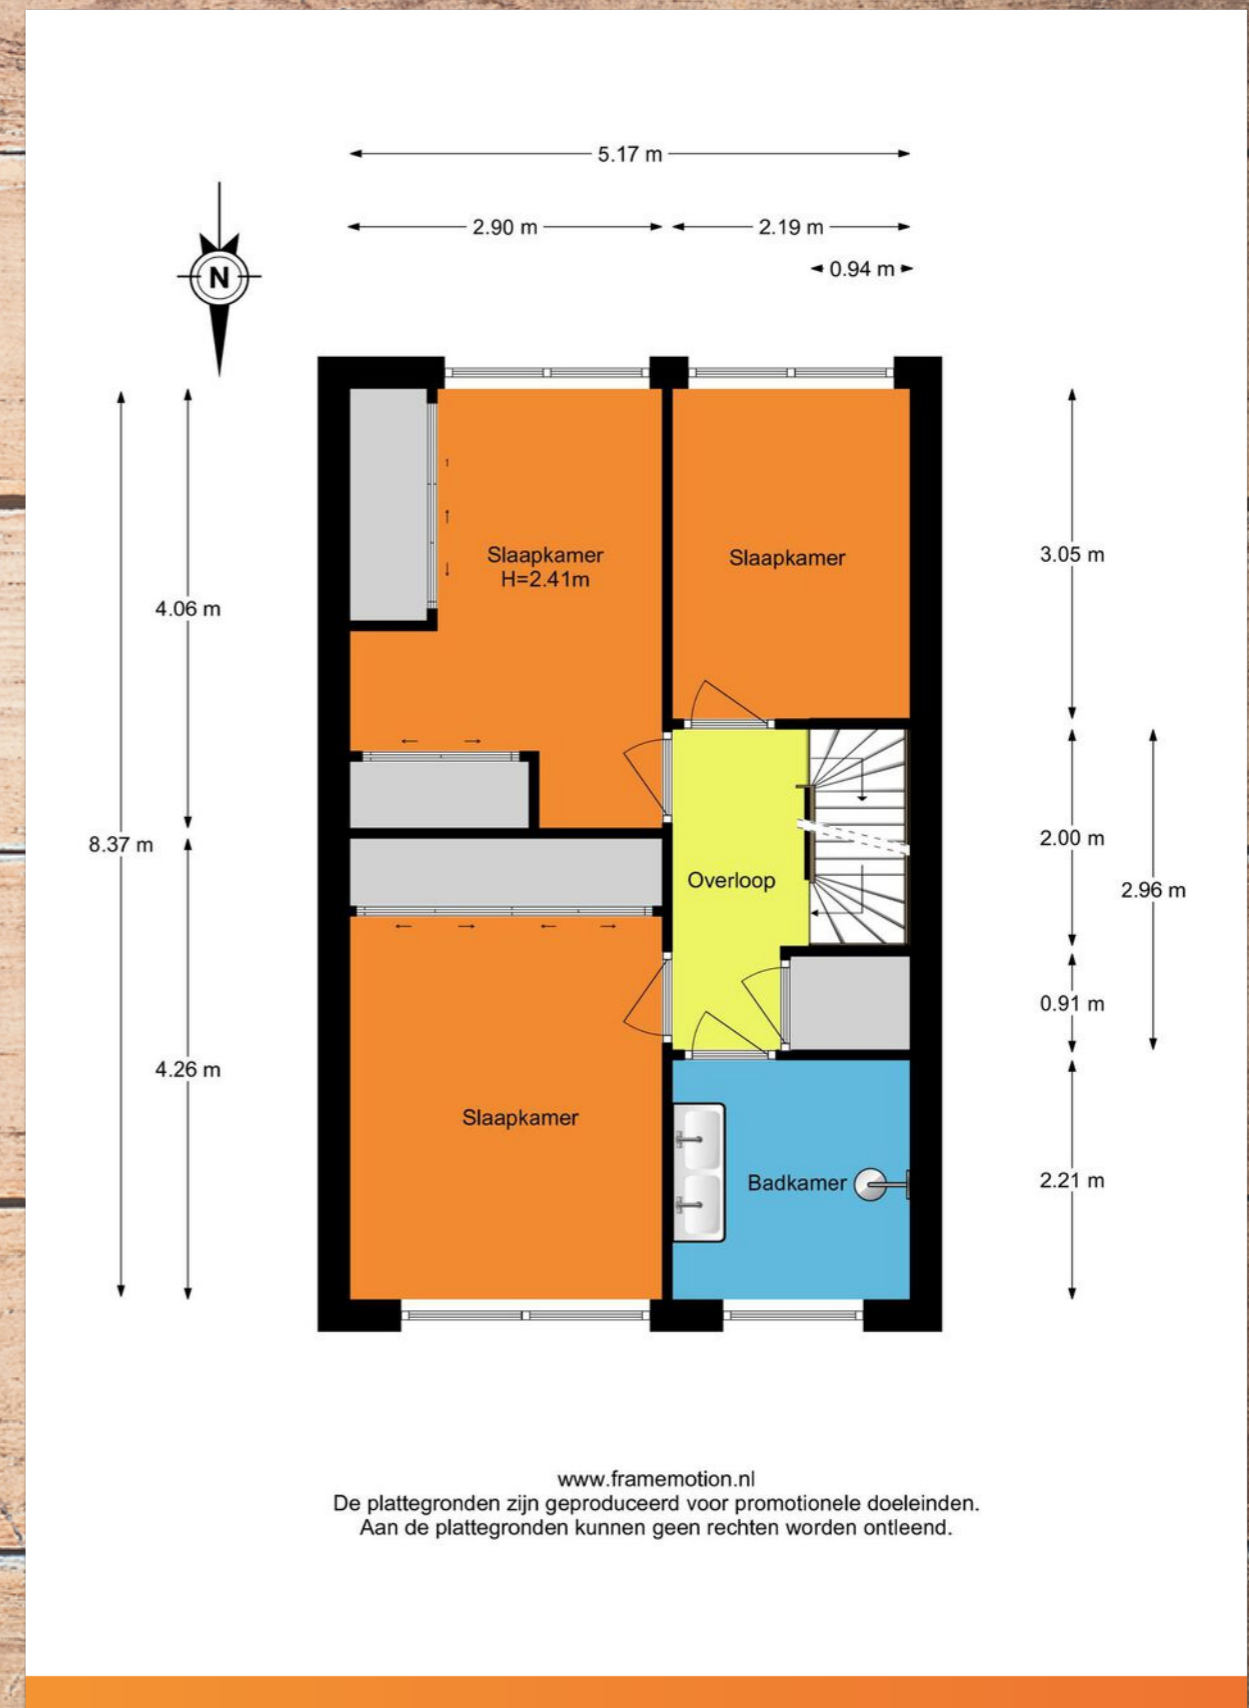 5.17 m
2.90 m
2.19 m
0.94 m
N
Slaapkamer
H=2.41m
Slaapkamer
3.05 m
4.06 m
8.37 m
2.00 m
Overloop
2.96 m
0.91 m
4.26 m
Slaapkamer
Badkamer
2.21 m
www.framemotion.nl
De plattegronden zijn geproduceerd voor promotionele doeleinden.
Aan de plattegronden kunnen geen rechten worden ontleend.